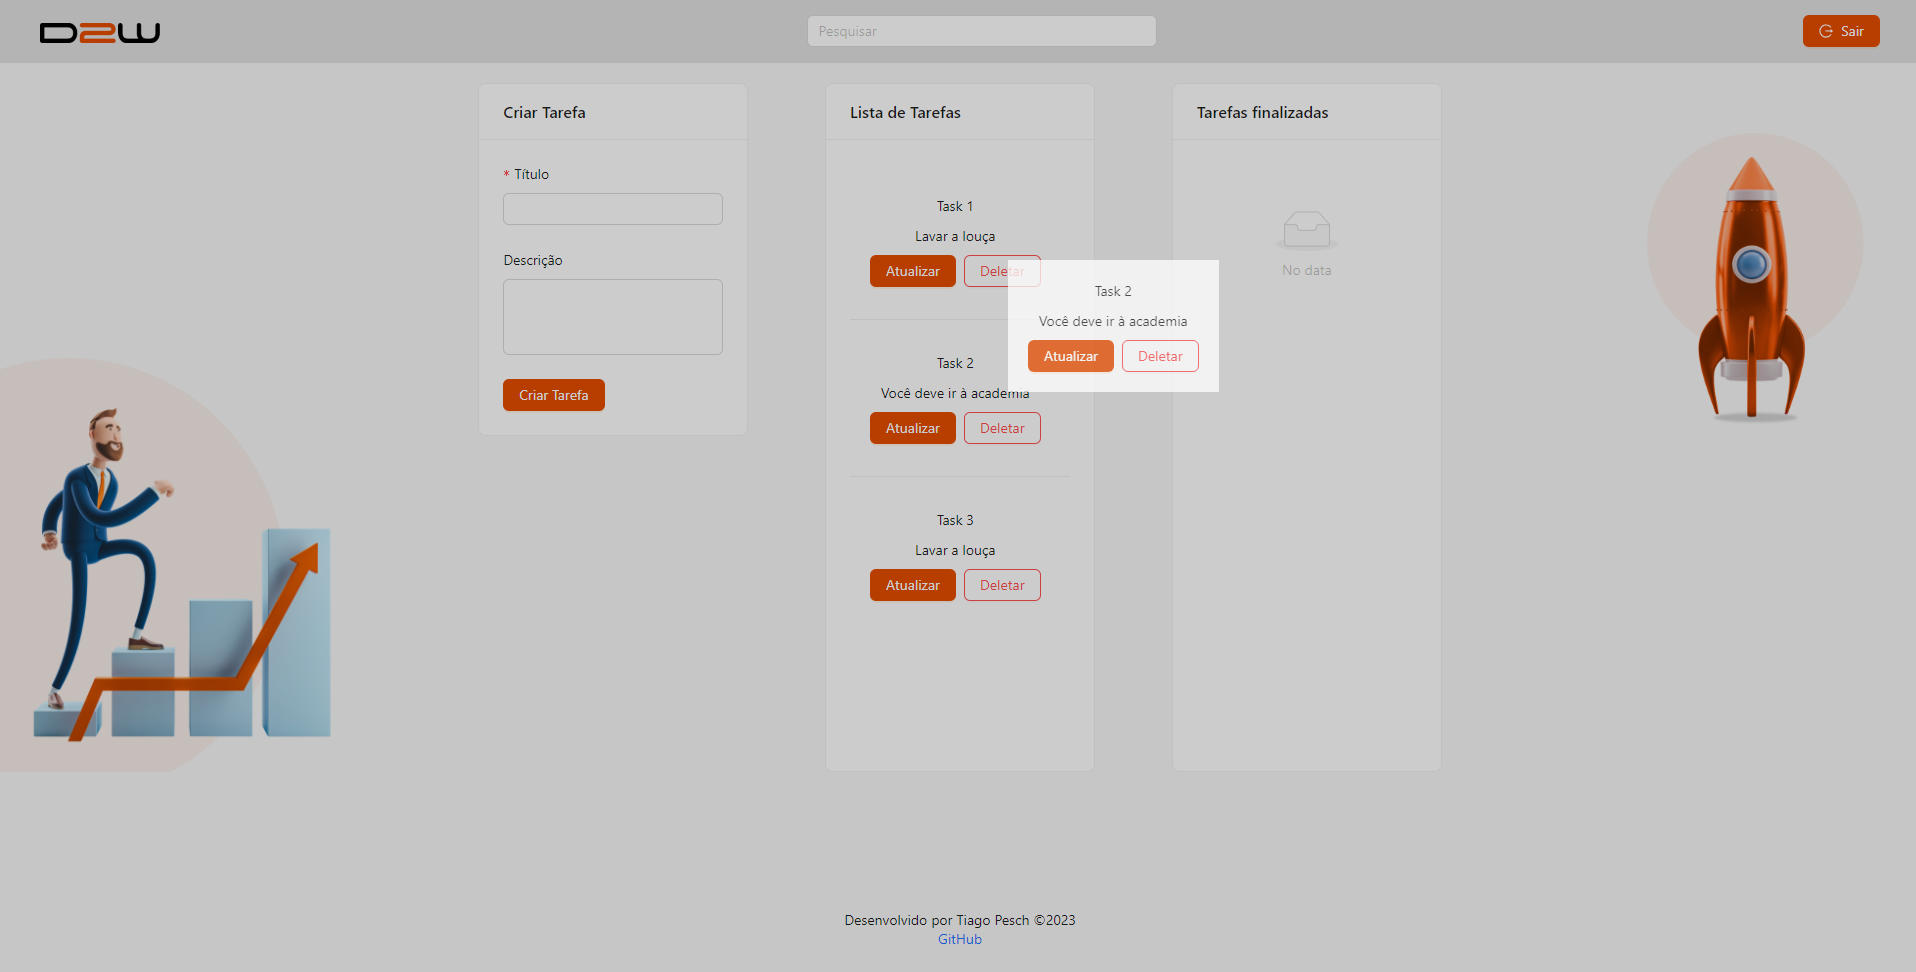 D2W
Pesquisar
Sair
Criar Tarefa
* Título
Descrição
Criar Tarefa
Lista de Tarefas
Task 1
Lavar a louça
Atualizar Deletar
Task 2
Você deve ir à academia
Atualizar Deletar
Task 3
Lavar a louça
Atualizar Deletar
Task 2
Você deve ir à academia
Atualizar Deletar
Tarefas finalizadas
No data
Desenvolvido por Tiago Pesch ©2023
GitHub